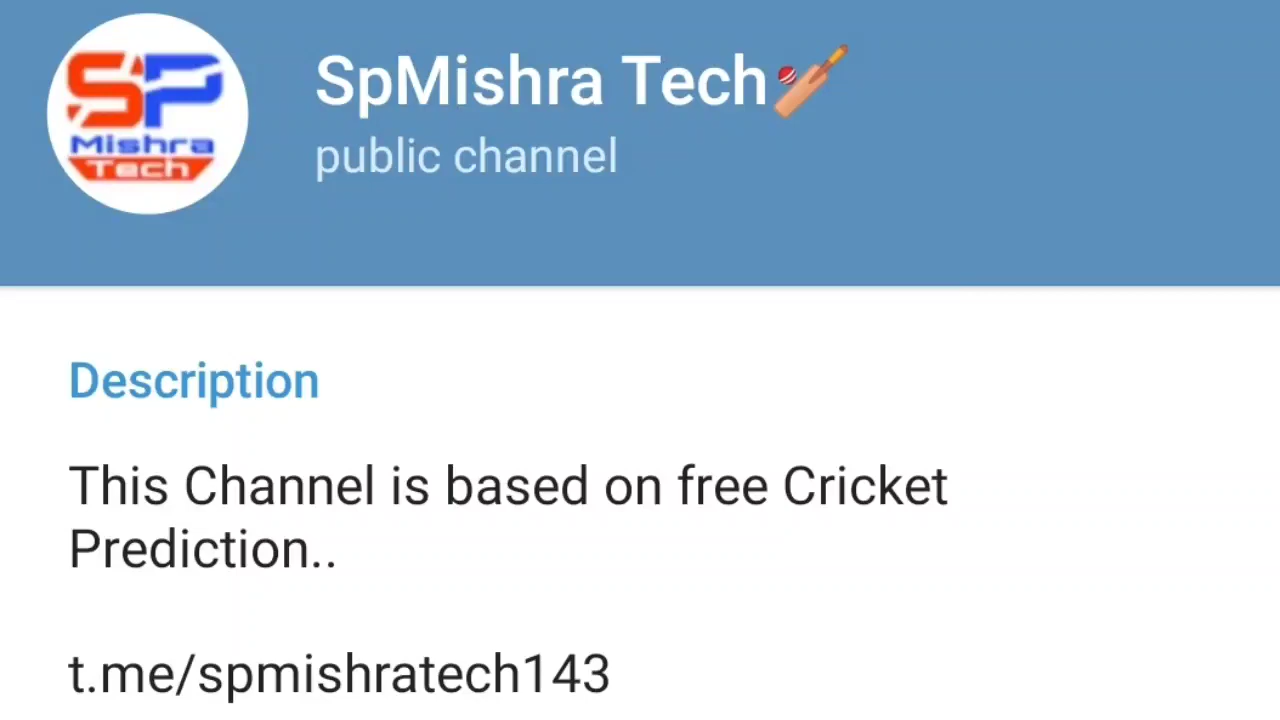 SP
Mishra
Tech
SpMishra Tech🏏
public channel
Description
This Channel is based on free Cricket
Prediction..
t.me/spmishratech143